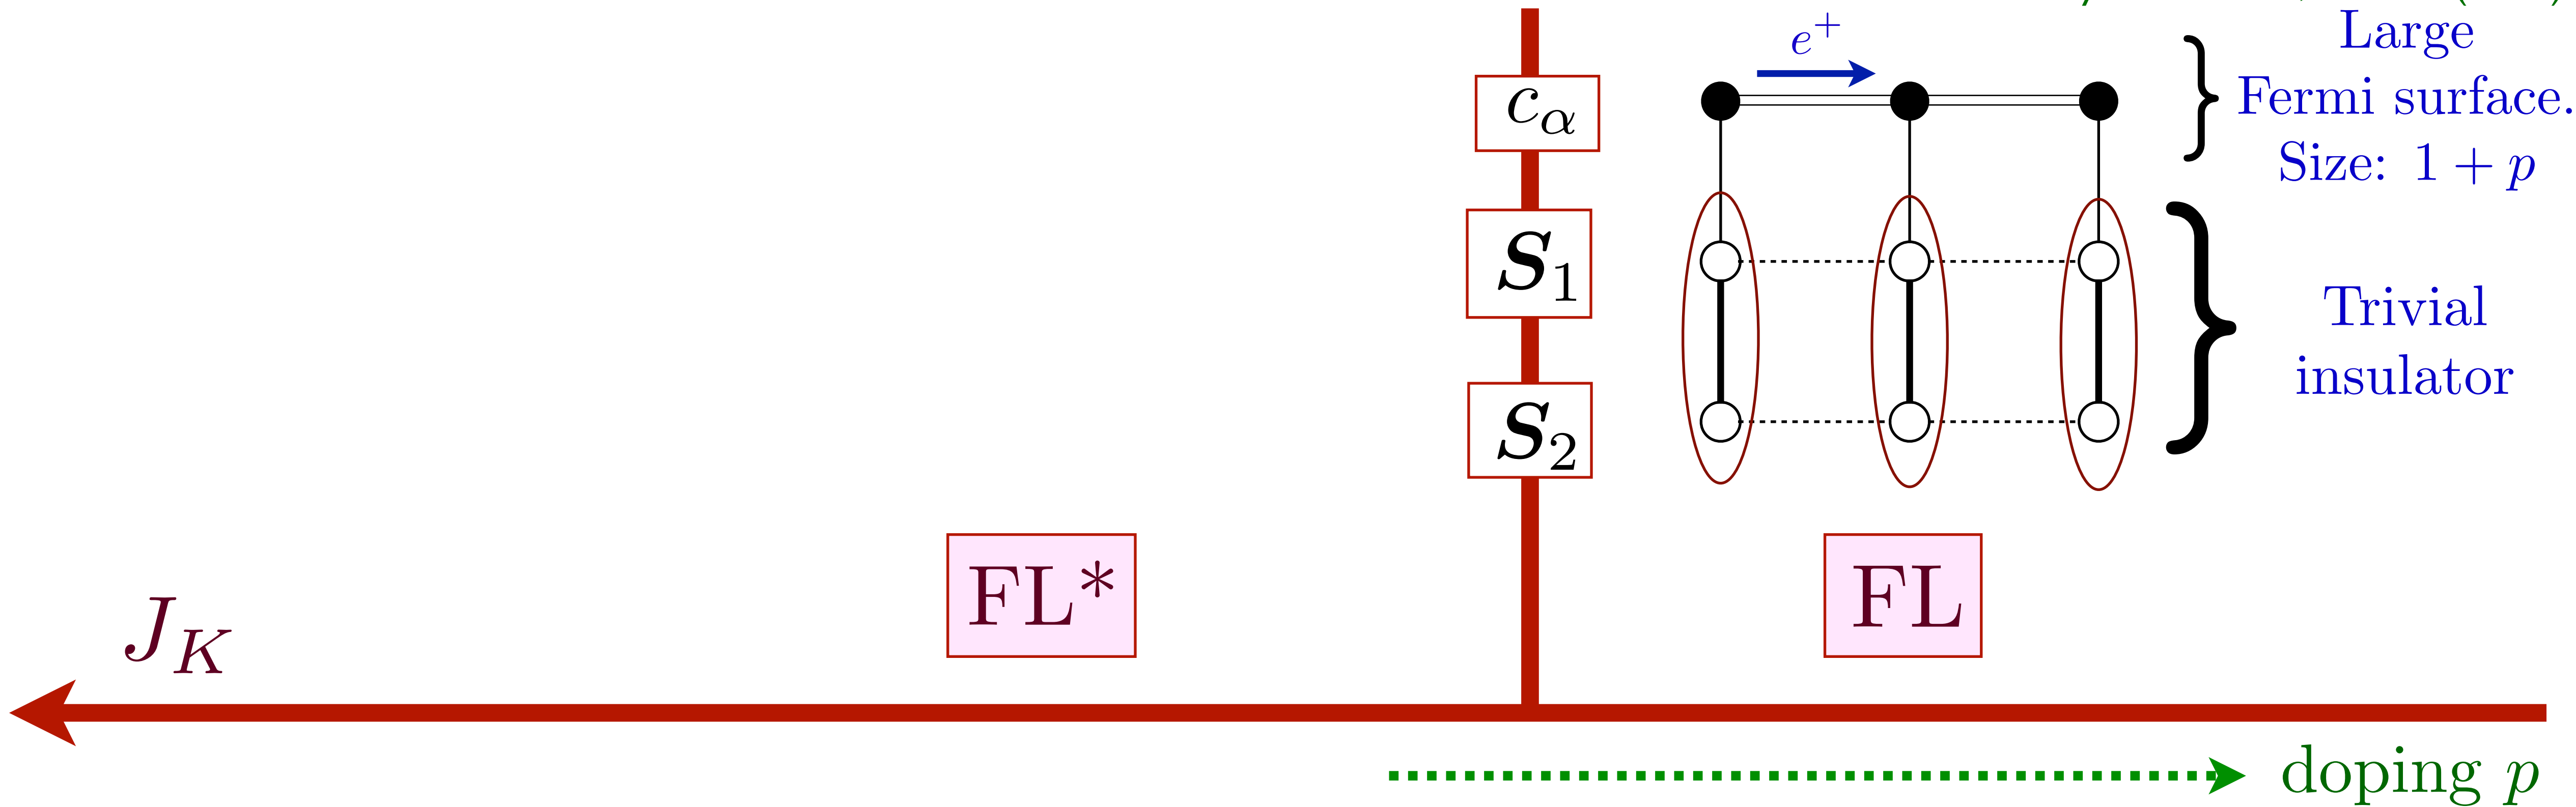 e⁺
Large
Fermi surface.
Size: 1 + p
c_α
S₁
S₂
Trivial
insulator
FL*
FL
J_K
doping p